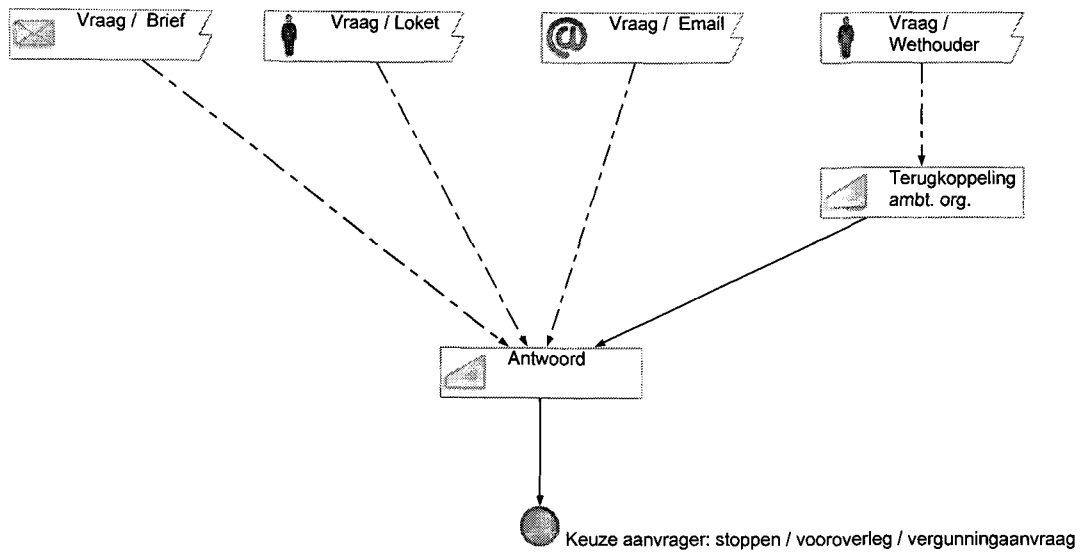 Vraag / Brief
Vraag / Loket
Vraag / Email
Vraag /
Wethouder
Terugkoppeling
ambt. org.
Antwoord
Keuze aanvrager: stoppen / vooroverleg / vergunningaanvraag